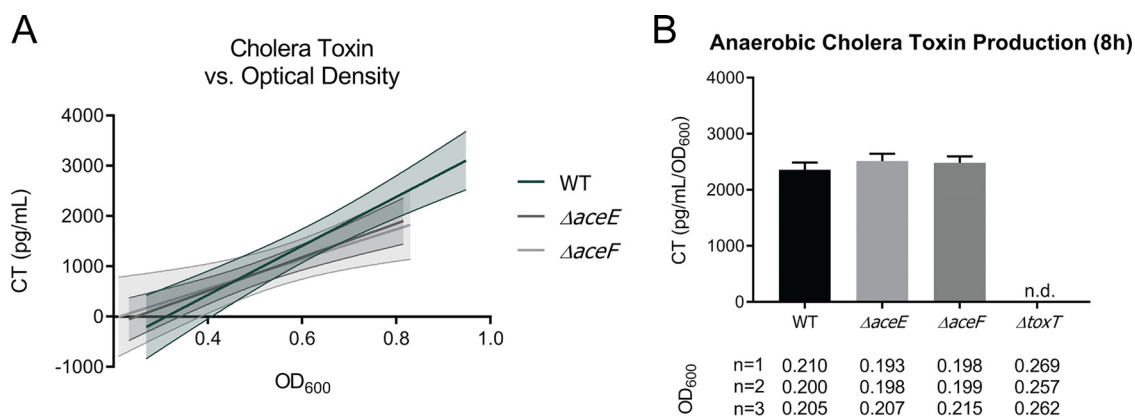 A
Cholera Toxin
vs. Optical Density
4000
3000
2000
1000
0
-1000
CT (pg/mL)
0.4
0.6
0.8
1.0
OD600
WT
ΔaceE
ΔaceF
B
Anaerobic Cholera Toxin Production (8h)
4000
3000
2000
1000
0
CT (pg/mL/OD600)
n.d.
WT ΔaceE ΔaceF ΔtoxT
OD600
n=1 0.210 0.193 0.198 0.269
n=2 0.200 0.198 0.199 0.257
n=3 0.205 0.207 0.215 0.262